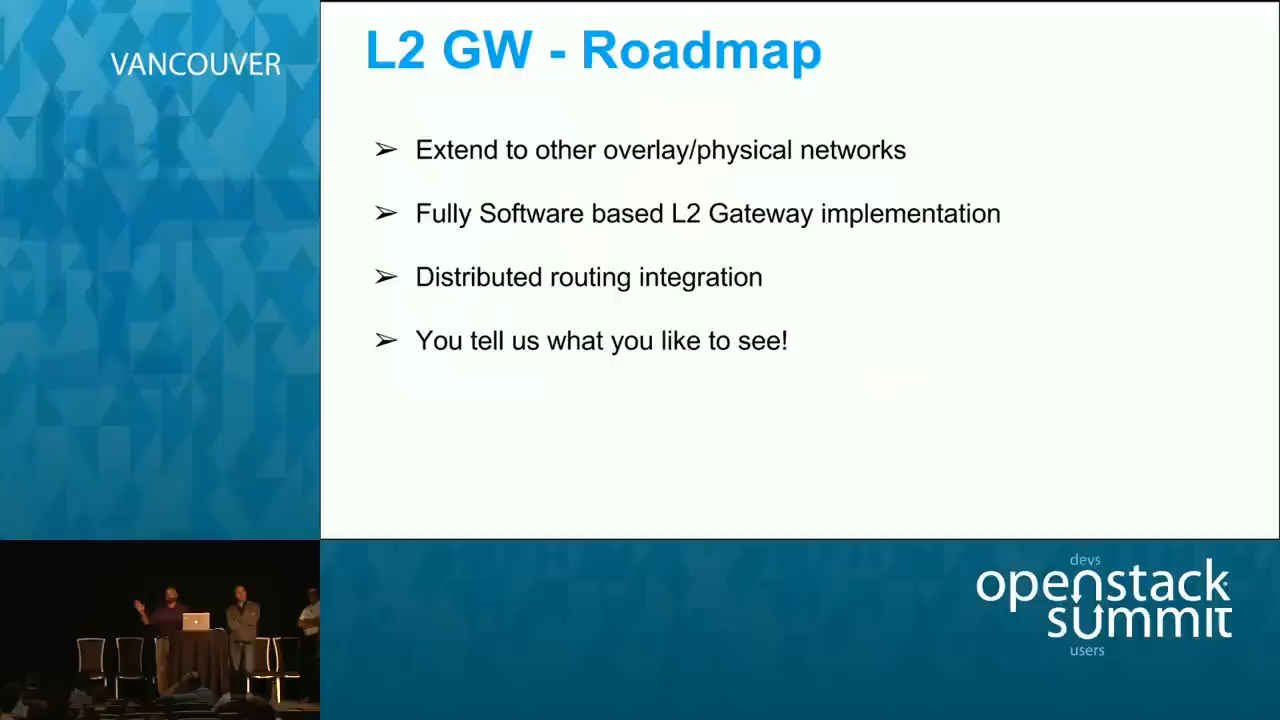 VANCOUVER
L2 GW - Roadmap
➢ Extend to other overlay/physical networks
➢ Fully Software based L2 Gateway implementation
➢ Distributed routing integration
➢ You tell us what you like to see!
devs
openstack
summit
users